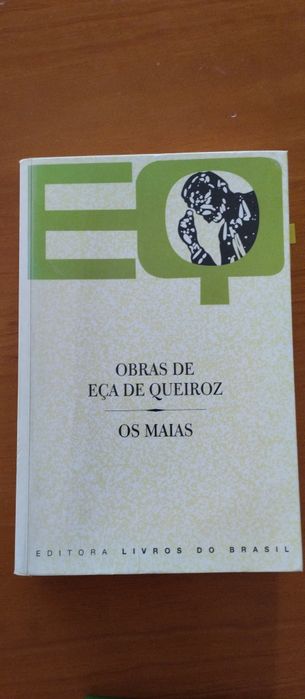 EQ
OBRAS DE
EÇA DE QUEIROZ
OS MAIAS
EDITORA LIVROS DO BRASIL